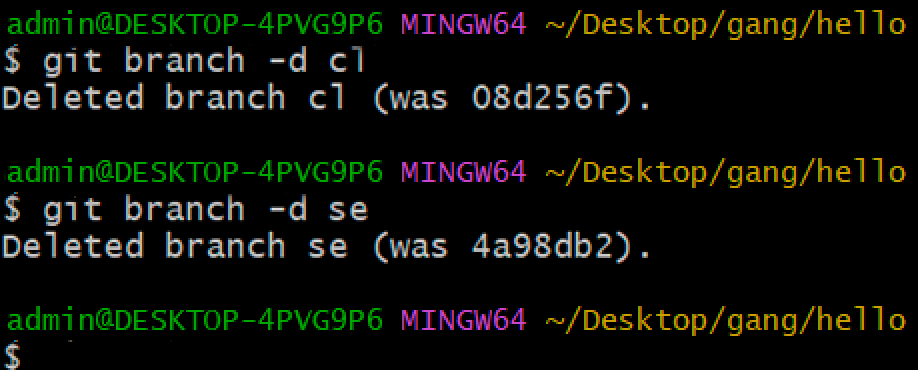 admin@DESKTOP-4PVG9P6 MINGW64 ~/Desktop/gang/hello
$ git branch -d cl
Deleted branch cl (was 08d256f).
admin@DESKTOP-4PVG9P6 MINGW64 ~/Desktop/gang/hello
$ git branch -d se
Deleted branch se (was 4a98db2).
admin@DESKTOP-4PVG9P6 MINGW64 ~/Desktop/gang/hello
$